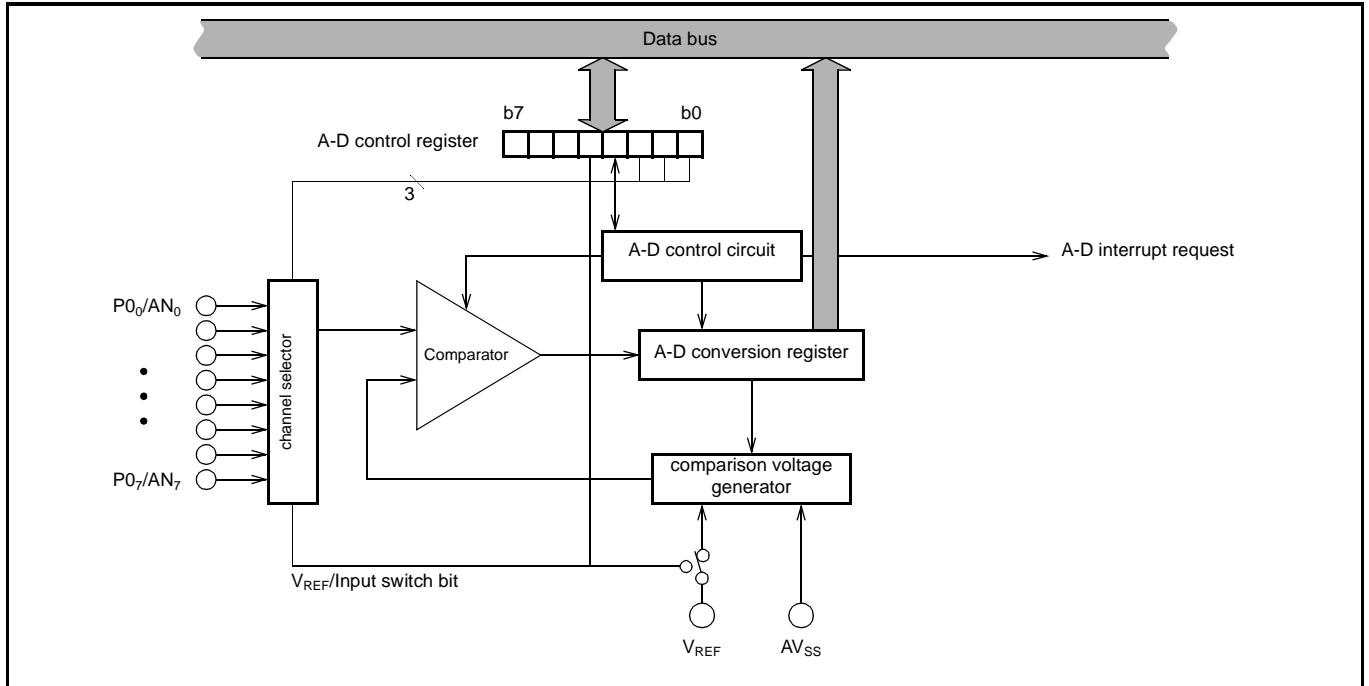 Data bus
b7
b0
A-D control register
3
A-D control circuit
A-D interrupt request
P0₀/AN₀
channel selector
Comparator
A-D conversion register
P0₇/AN₇
comparison voltage
generator
V_REF/Input switch bit
V_REF
AV_SS